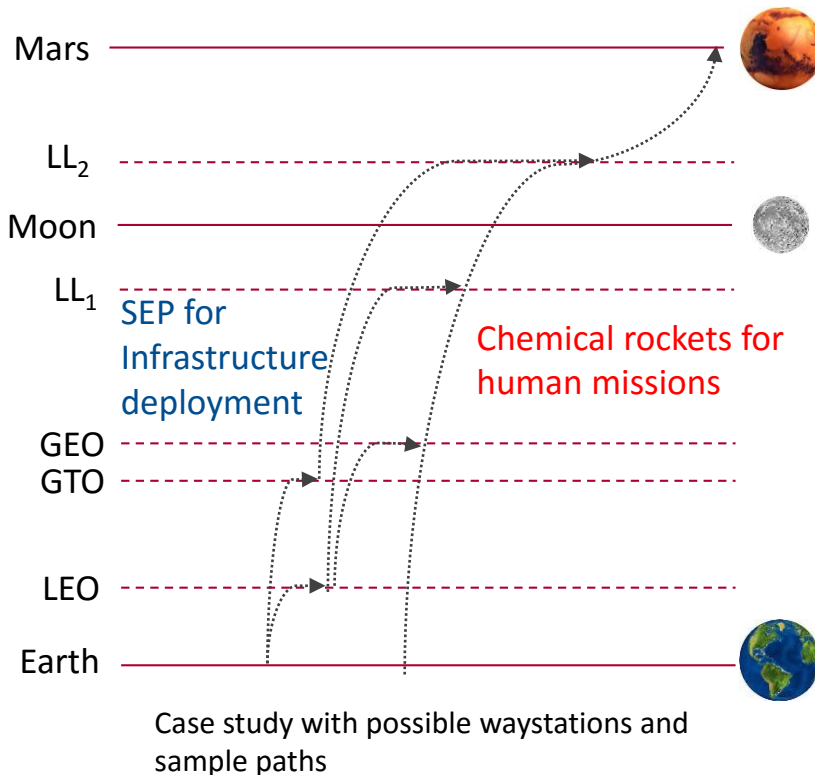 Mars
LL₂
Moon
LL₁
SEP for
Infrastructure
deployment
Chemical rockets for
human missions
GEO
GTO
LEO
Earth
Case study with possible waystations and
sample paths